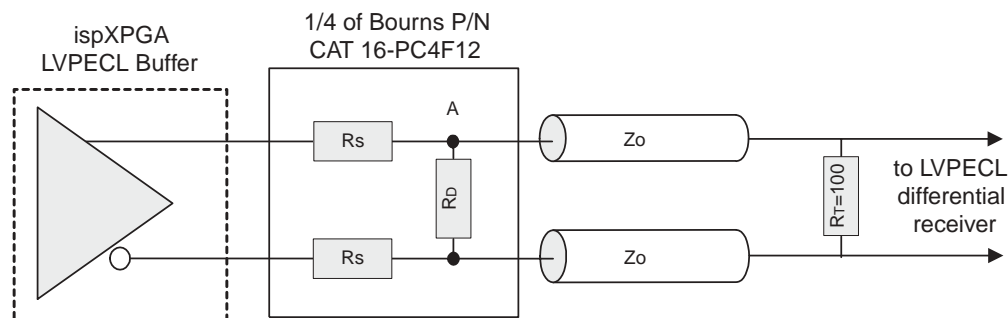 ispXPGA
LVPECL Buffer
1/4 of Bourns P/N
CAT 16-PC4F12
A
Rs
RD
Rs
Zo
Zo
RT=100
to LVPECL
differential
receiver